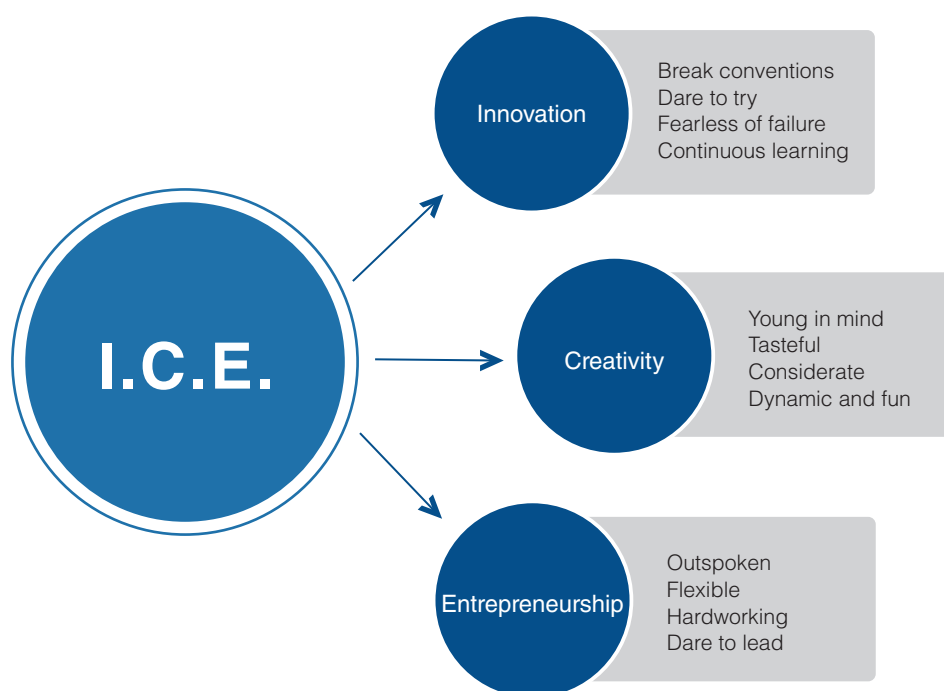 I.C.E.
Innovation
Break conventions
Dare to try
Fearless of failure
Continuous learning
Creativity
Young in mind
Tasteful
Considerate
Dynamic and fun
Entrepreneurship
Outspoken
Flexible
Hardworking
Dare to lead